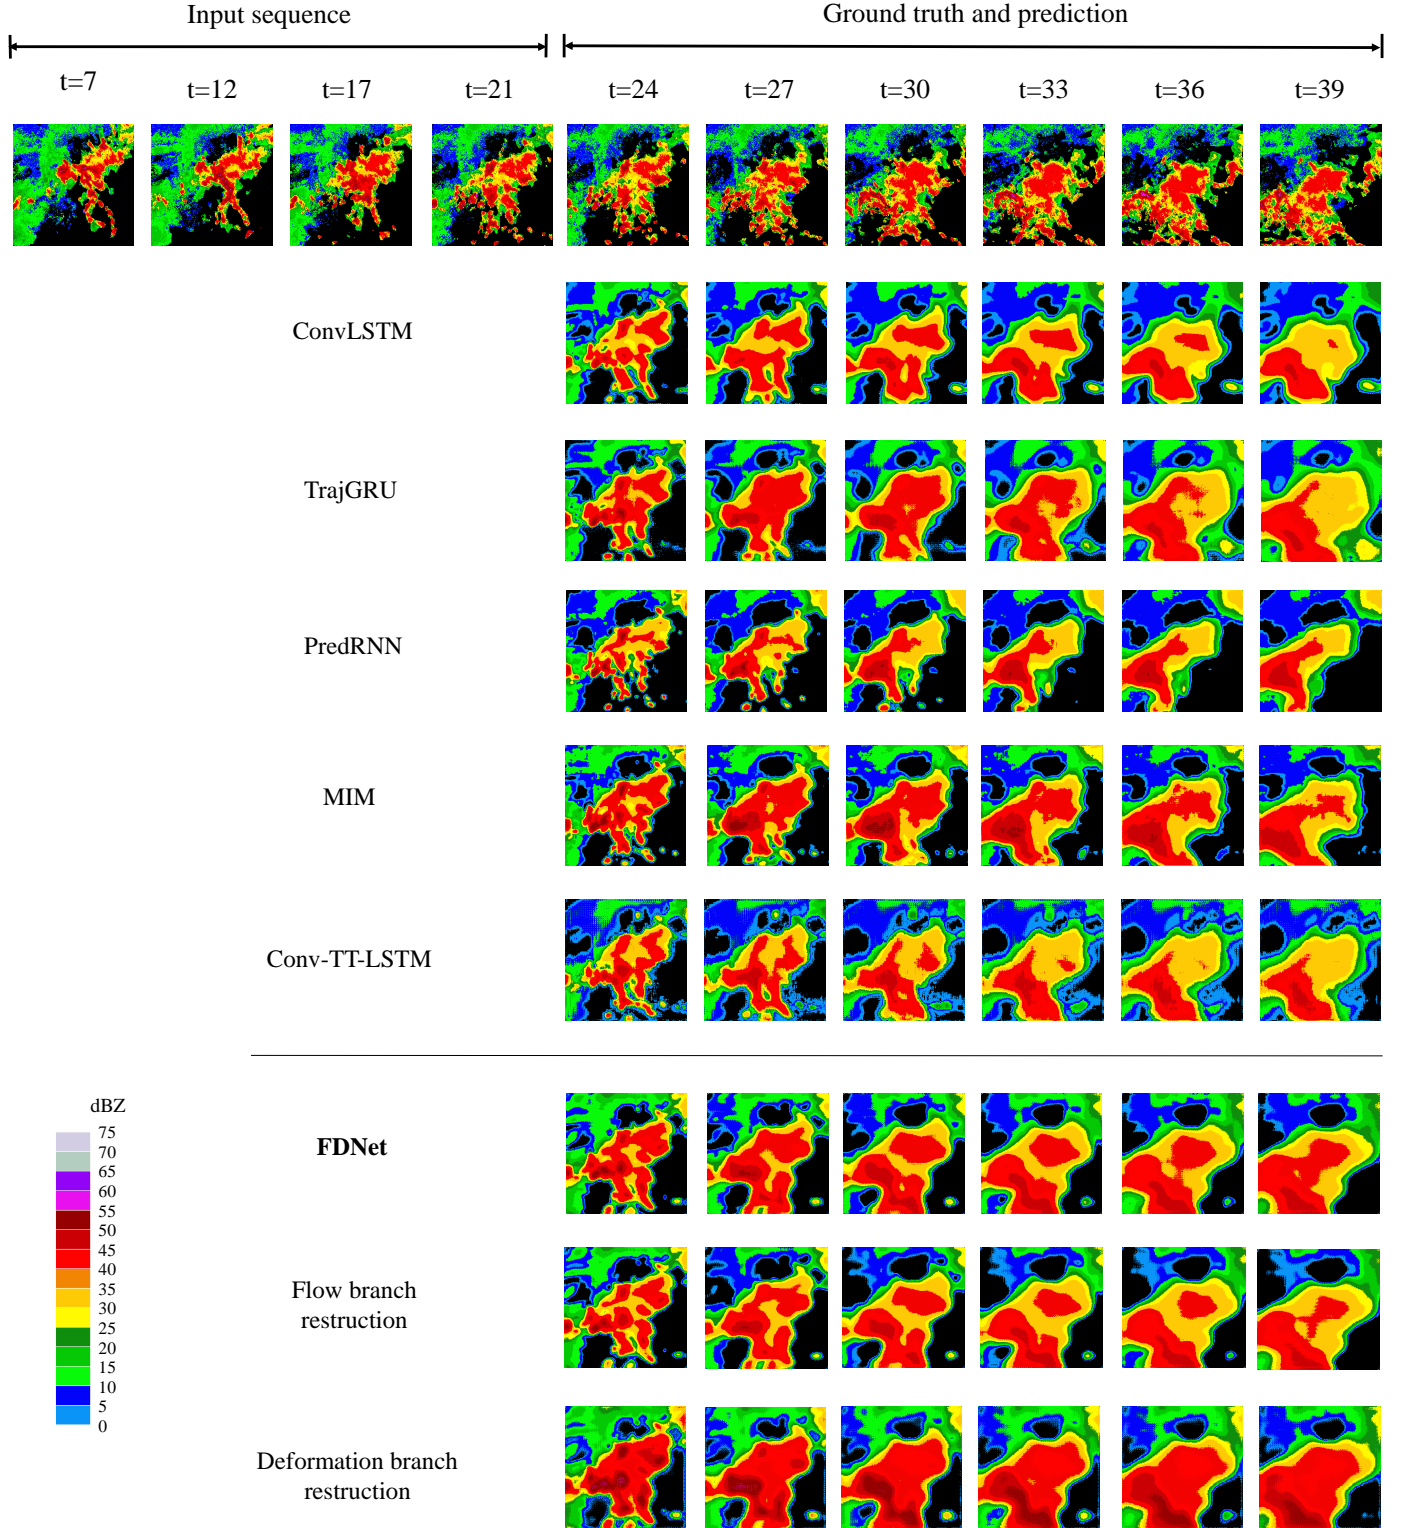 Input sequence
Ground truth and prediction
t=7
t=12
t=17
t=21
t=24
t=27
t=30
t=33
t=36
t=39
ConvLSTM
TrajGRU
PredRNN
MIM
Conv-TT-LSTM
FDNet
Flow branch
restruction
Deformation branch
restruction
dBZ
75
70
65
60
55
50
45
40
35
30
25
20
15
10
5
0